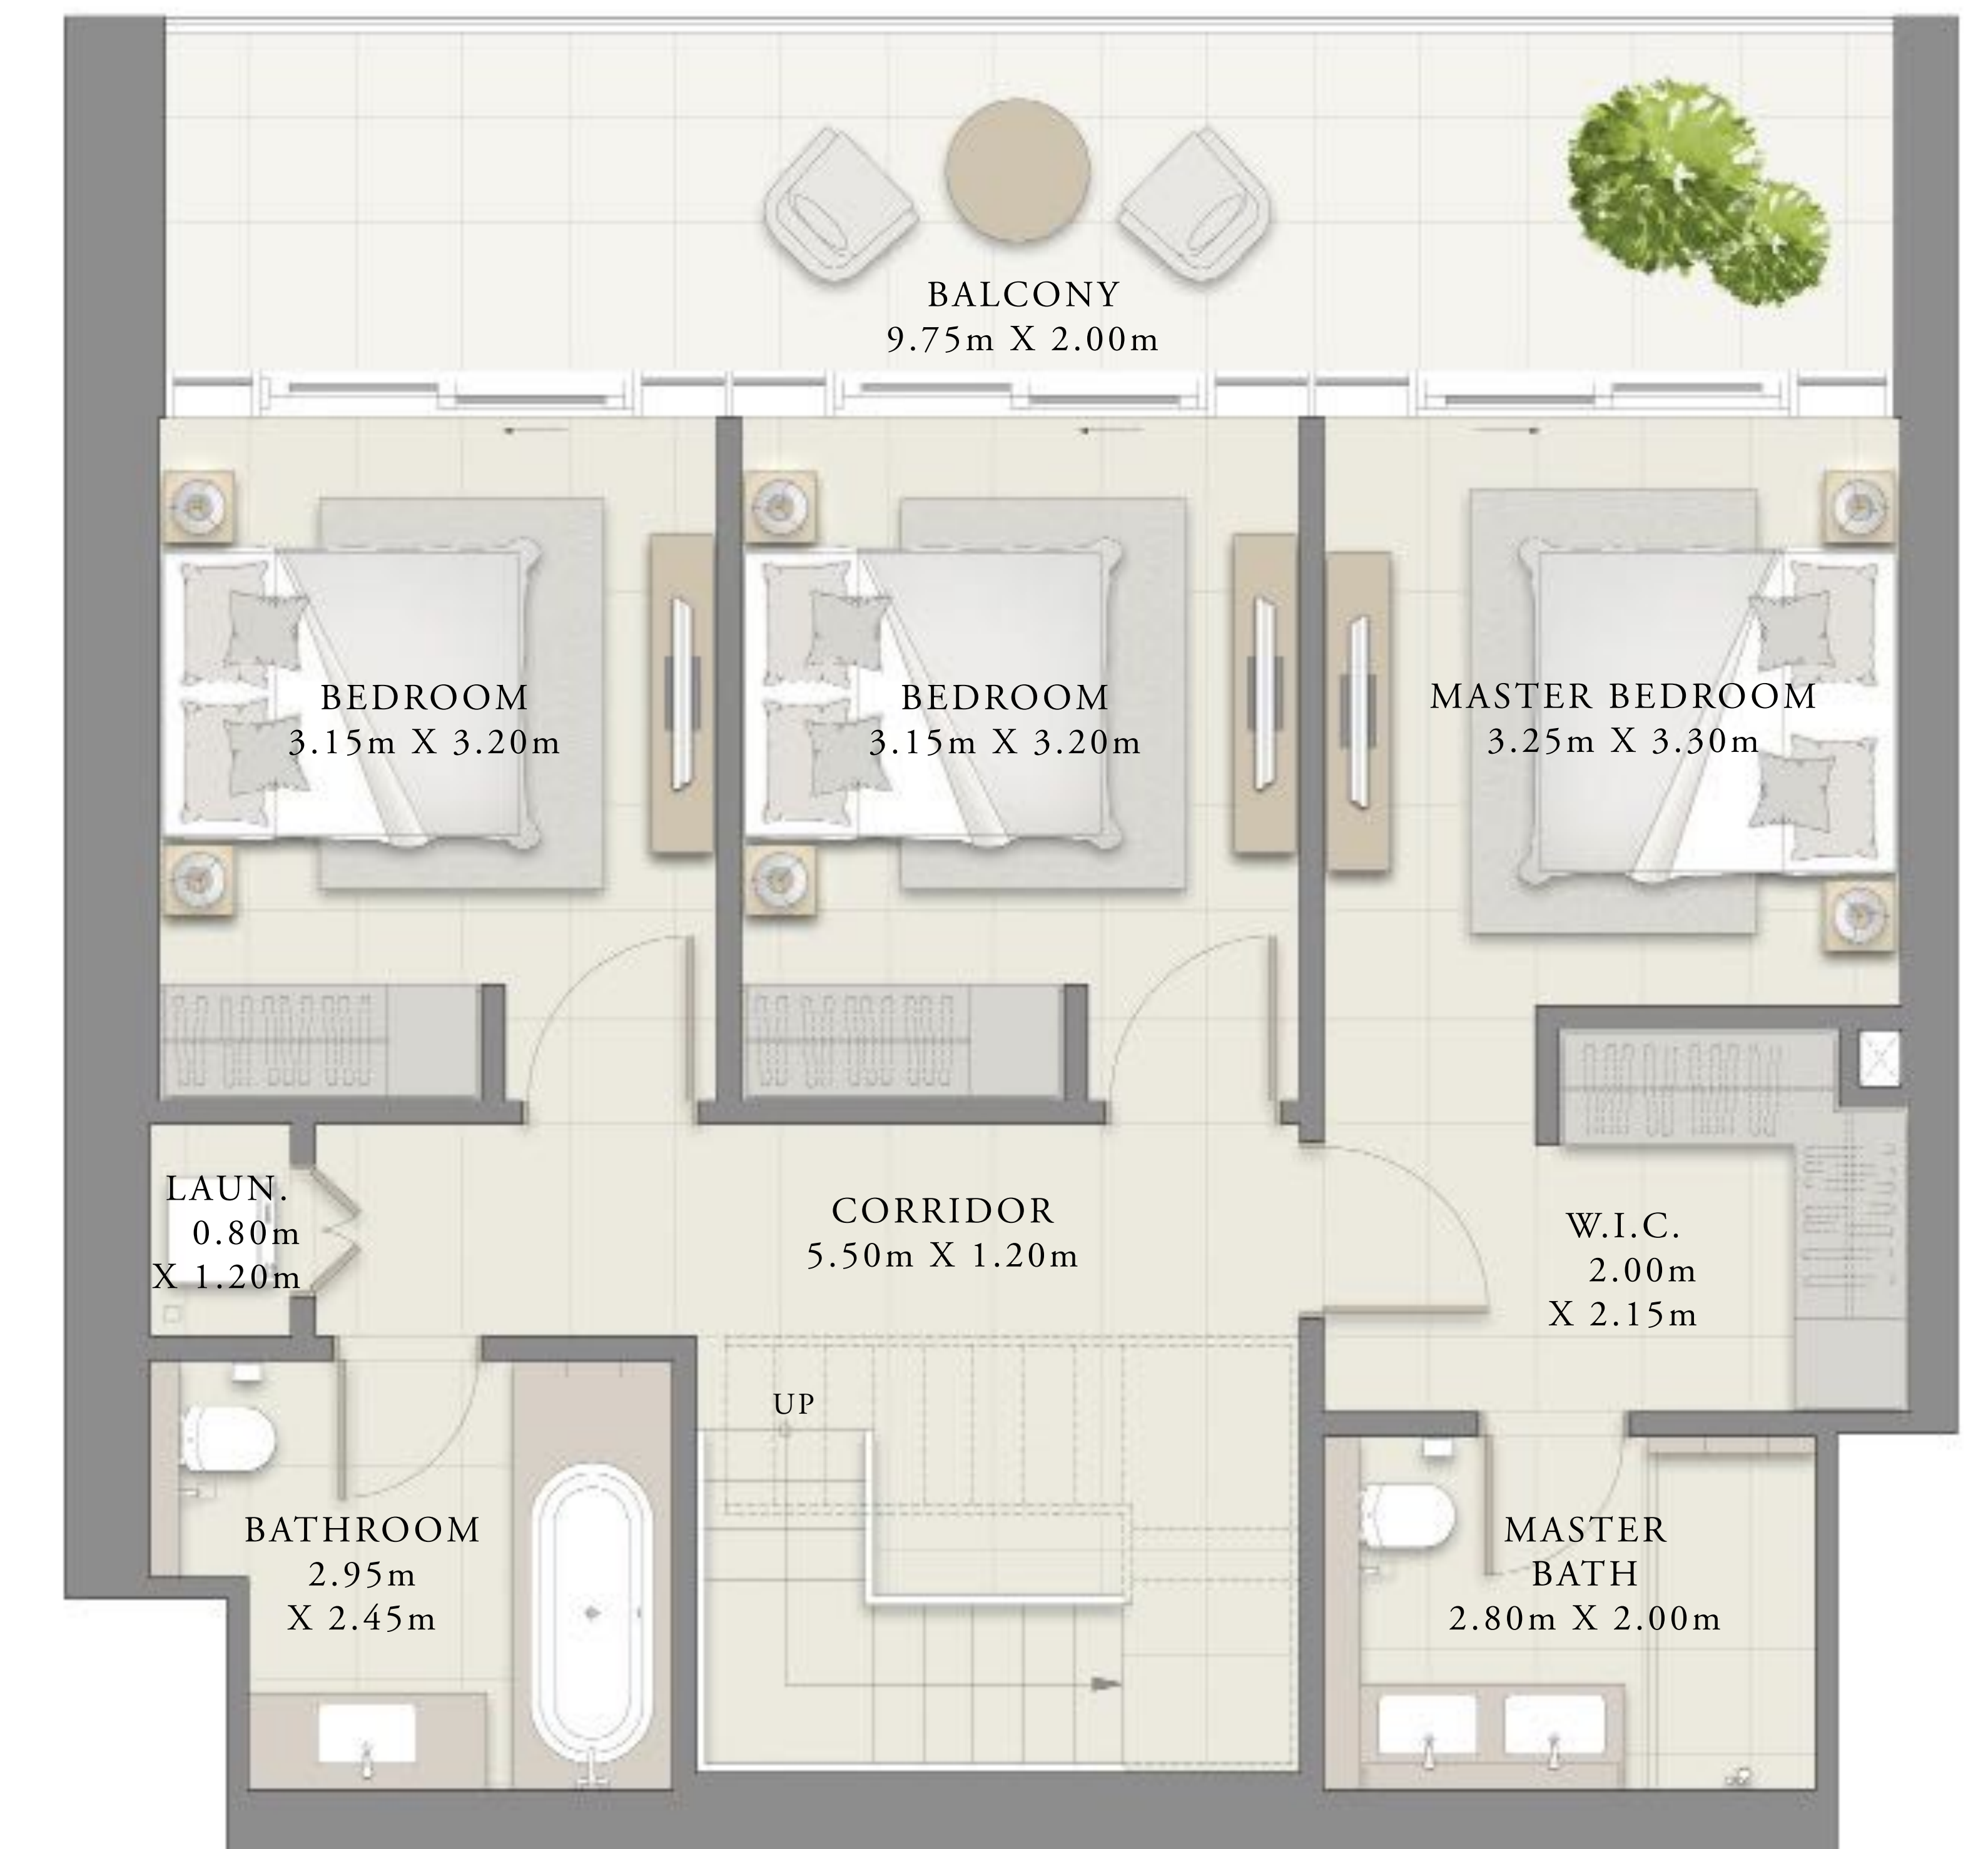 BALCONY
9.75m X 2.00m
BEDROOM
3.15m X 3.20m
BEDROOM
3.15m X 3.20m
MASTER BEDROOM
3.25m X 3.30m
LAUN.
0.80m
X 1.20m
CORRIDOR
5.50m X 1.20m
W.I.C.
2.00m
X 2.15m
UP
BATHROOM
2.95m
X 2.45m
MASTER
BATH
2.80m X 2.00m